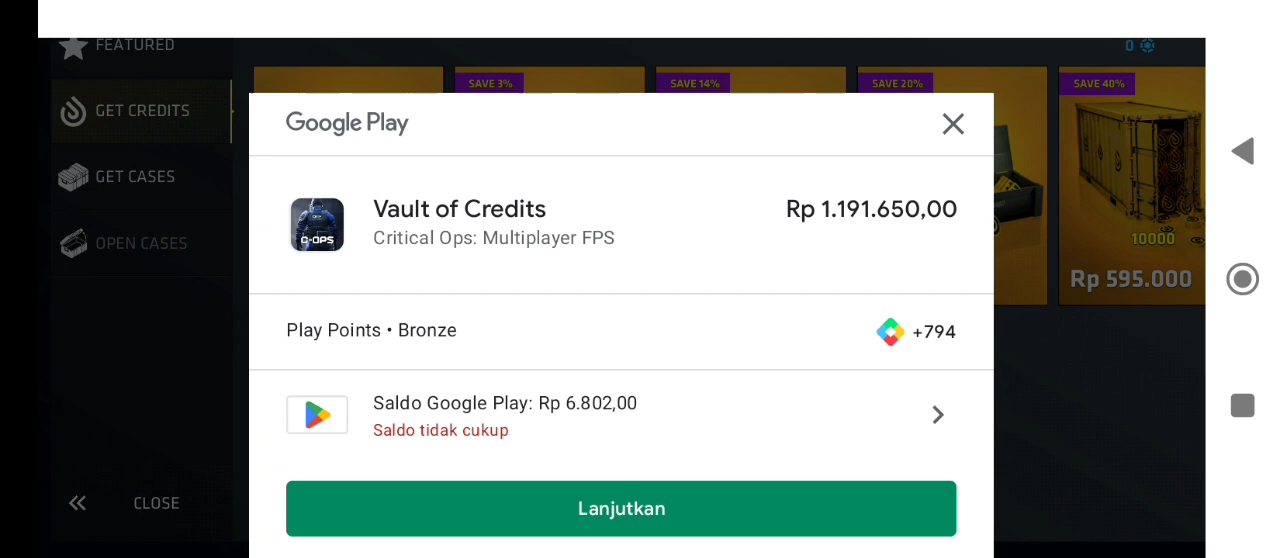 FEATURED
0
GET CREDITS
GET CASES
OPEN CASES
CLOSE
SAVE 3%
SAVE 14%
SAVE 20%
SAVE 40%
10000
Rp 595.000
Google Play
Vault of Credits
Rp 1.191.650,00
Critical Ops: Multiplayer FPS
C-OPS
Play Points • Bronze
+794
Saldo Google Play: Rp 6.802,00
Saldo tidak cukup
Lanjutkan